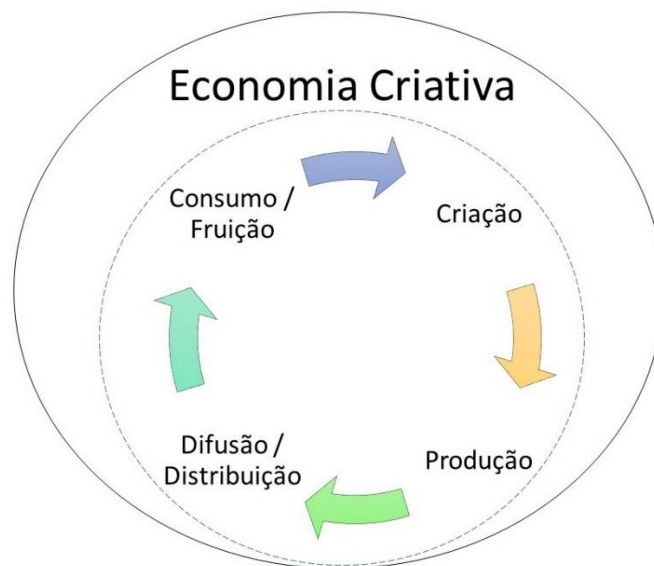 Economia Criativa
Consumo /
Fruição
Criação
Difusão /
Distribuição
Produção